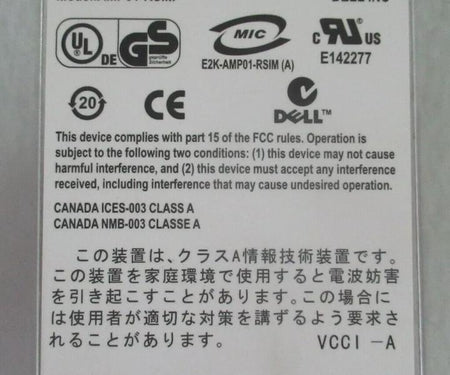 UL DE GS geprüfte Sicherheit MIC c RU US
E2K-AMP01-RSIM (A) E142277
20 CE N DELL™
This device complies with part 15 of the FCC rules. Operation is
subject to the following two conditions: (1) this device may not cause
harmful interference, and (2) this device must accept any interference
received, including interference that may cause undesired operation.
CANADA ICES-003 CLASS A
CANADA NMB-003 CLASSE A
この装置は、クラスA情報技術装置です。
この装置を家庭環境で使用すると電波妨害
を引き起こすことがあります。この場合に
は使用者が適切な対策を講ずるよう要求さ
れることがあります。 VCCI -A